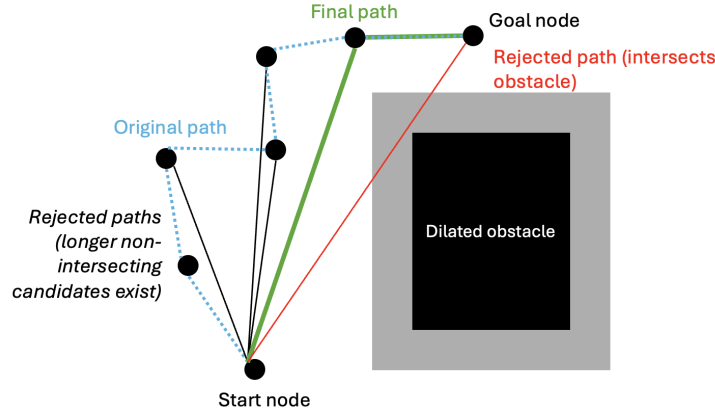 Final path
Goal node
Rejected path (intersects
obstacle)
Original path
Rejected paths
(longer non-
intersecting
candidates exist)
Dilated obstacle
Start node